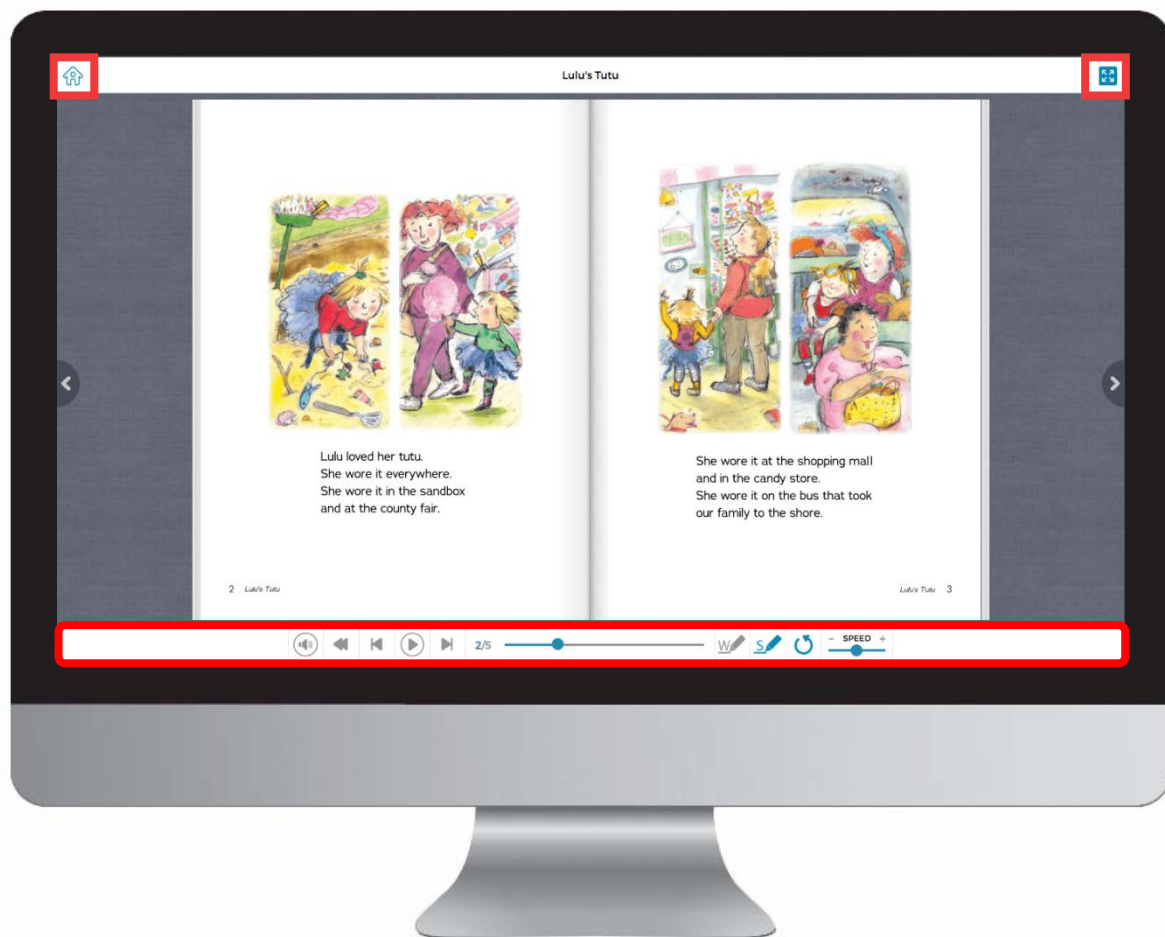 Lulu's Tutu
Lulu loved her tutu.
She wore it everywhere.
She wore it in the sandbox
and at the county fair.
2 Lulu's Tutu
She wore it at the shopping mall
and in the candy store.
She wore it on the bus that took
our family to the shore.
Lulu's Tutu 3
2/5
W
S
- SPEED +